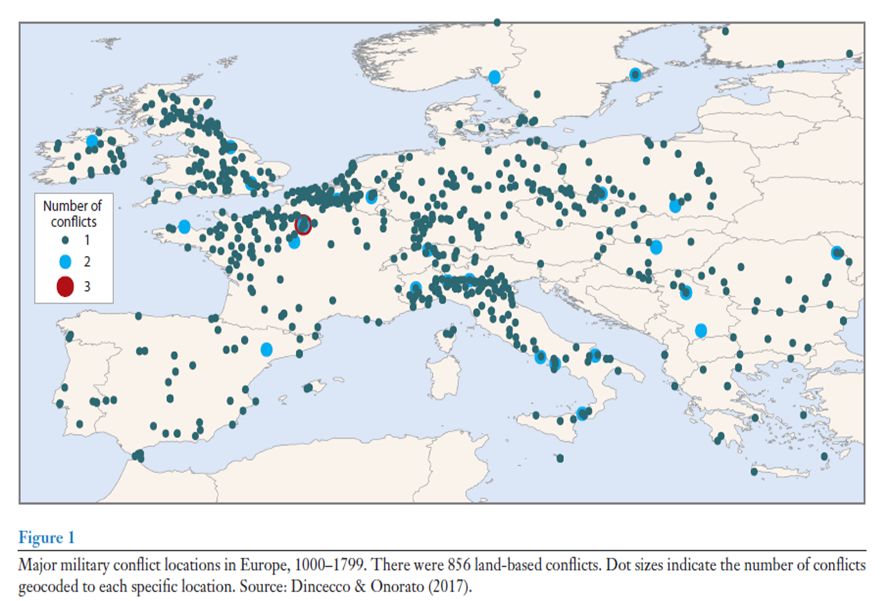 Number of
conflicts
1
2
3
Figure 1
Major military conflict locations in Europe, 1000–1799. There were 856 land-based conflicts. Dot sizes indicate the number of conflicts
geocoded to each specific location. Source: Dincecco & Onorato (2017).